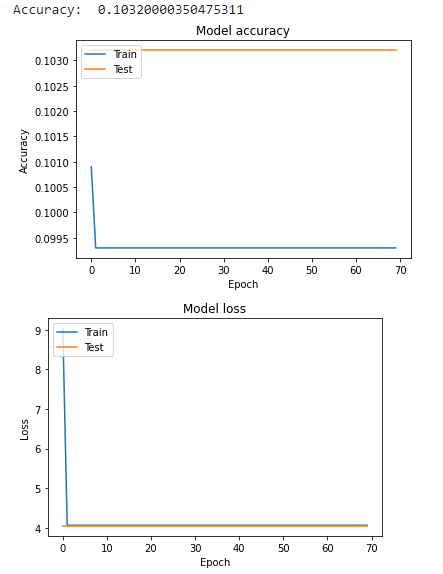 Accuracy:  0.10320000350475311
Model accuracy
Train
Test
0.1030
0.1025
0.1020
0.1015
0.1010
0.1005
0.1000
0.0995
Accuracy
0 10 20 30 40 50 60 70
Epoch
Model loss
Train
Test
9
8
7
6
5
4
Loss
0 10 20 30 40 50 60 70
Epoch